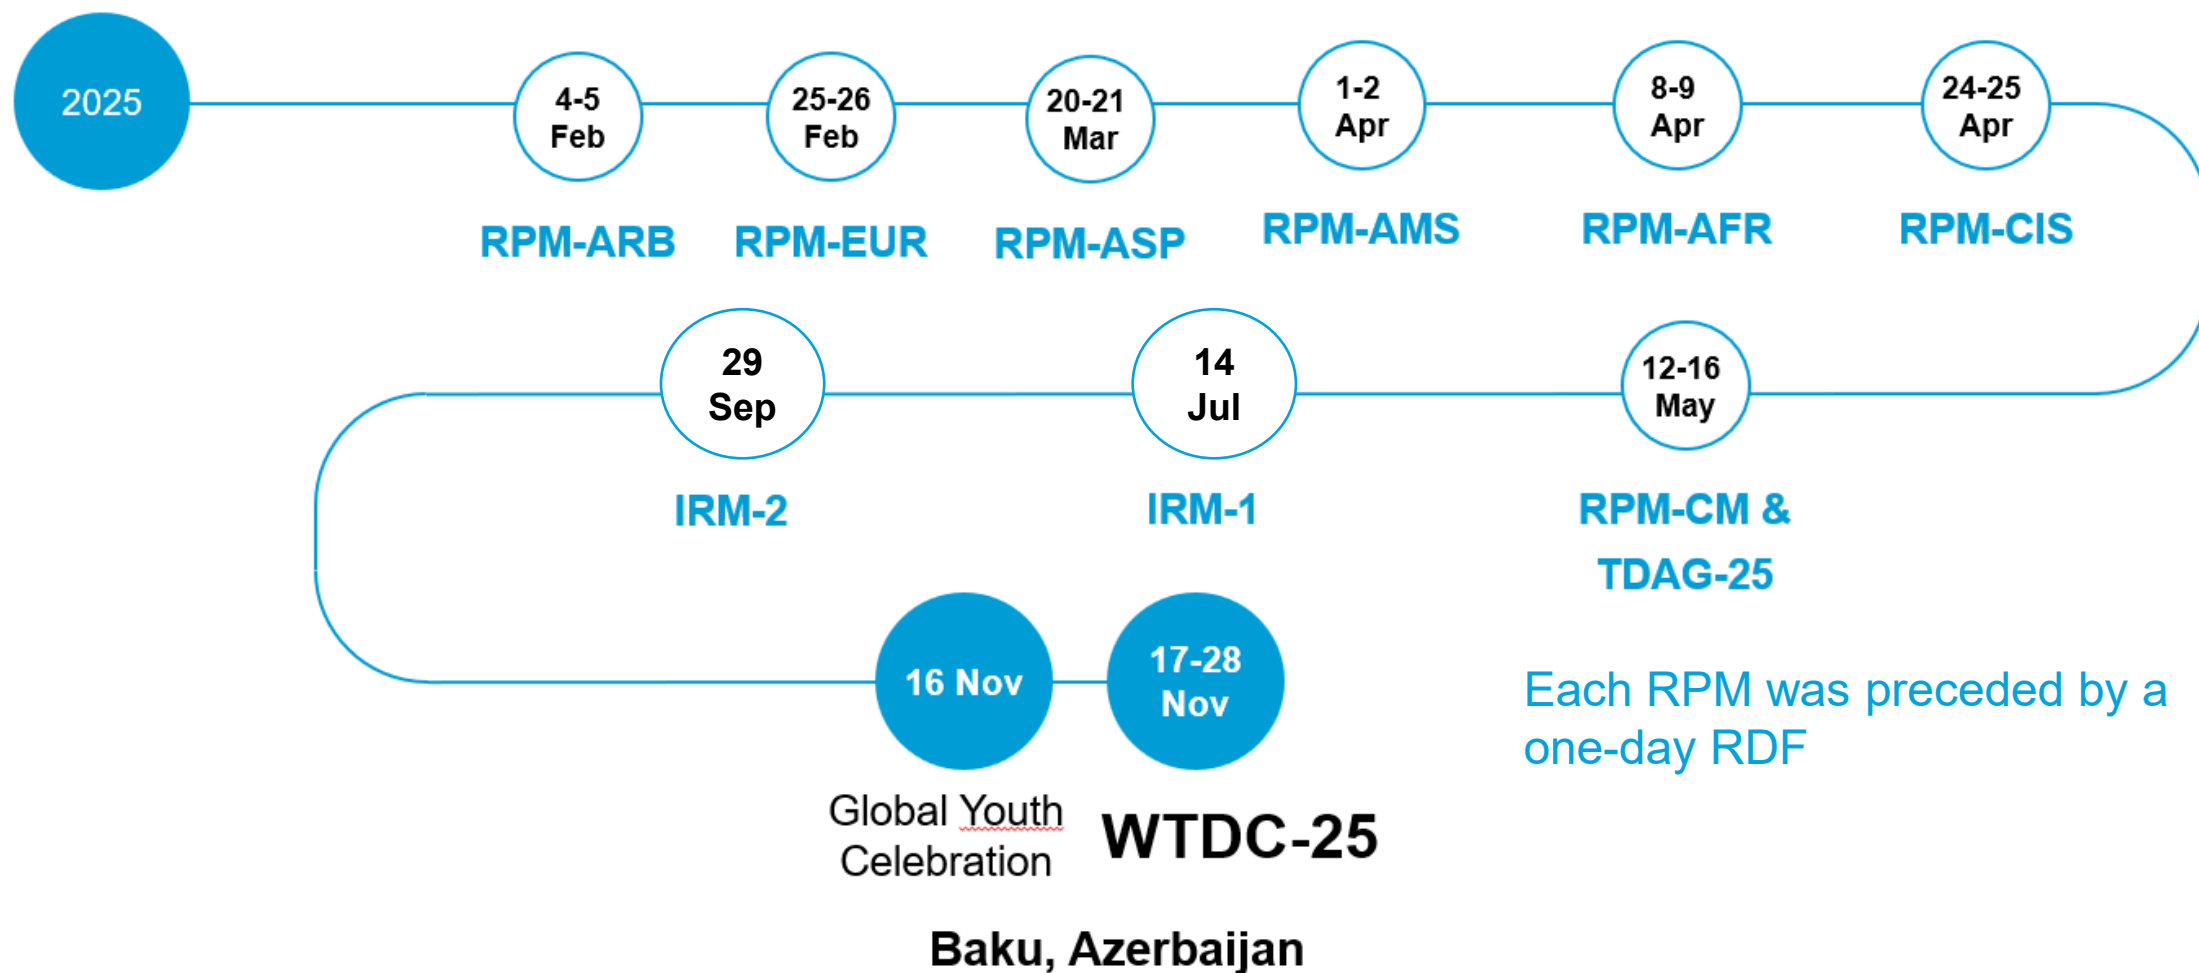 2025
4-5
Feb
25-26
Feb
20-21
Mar
1-2
Apr
8-9
Apr
24-25
Apr
RPM-ARB
RPM-EUR
RPM-ASP
RPM-AMS
RPM-AFR
RPM-CIS
12-16
May
14
Jul
29
Sep
RPM-CM &
TDAG-25
IRM-1
IRM-2
16 Nov
17-28
Nov
Global Youth
Celebration
WTDC-25
Baku, Azerbaijan
Each RPM was preceded by a
one-day RDF